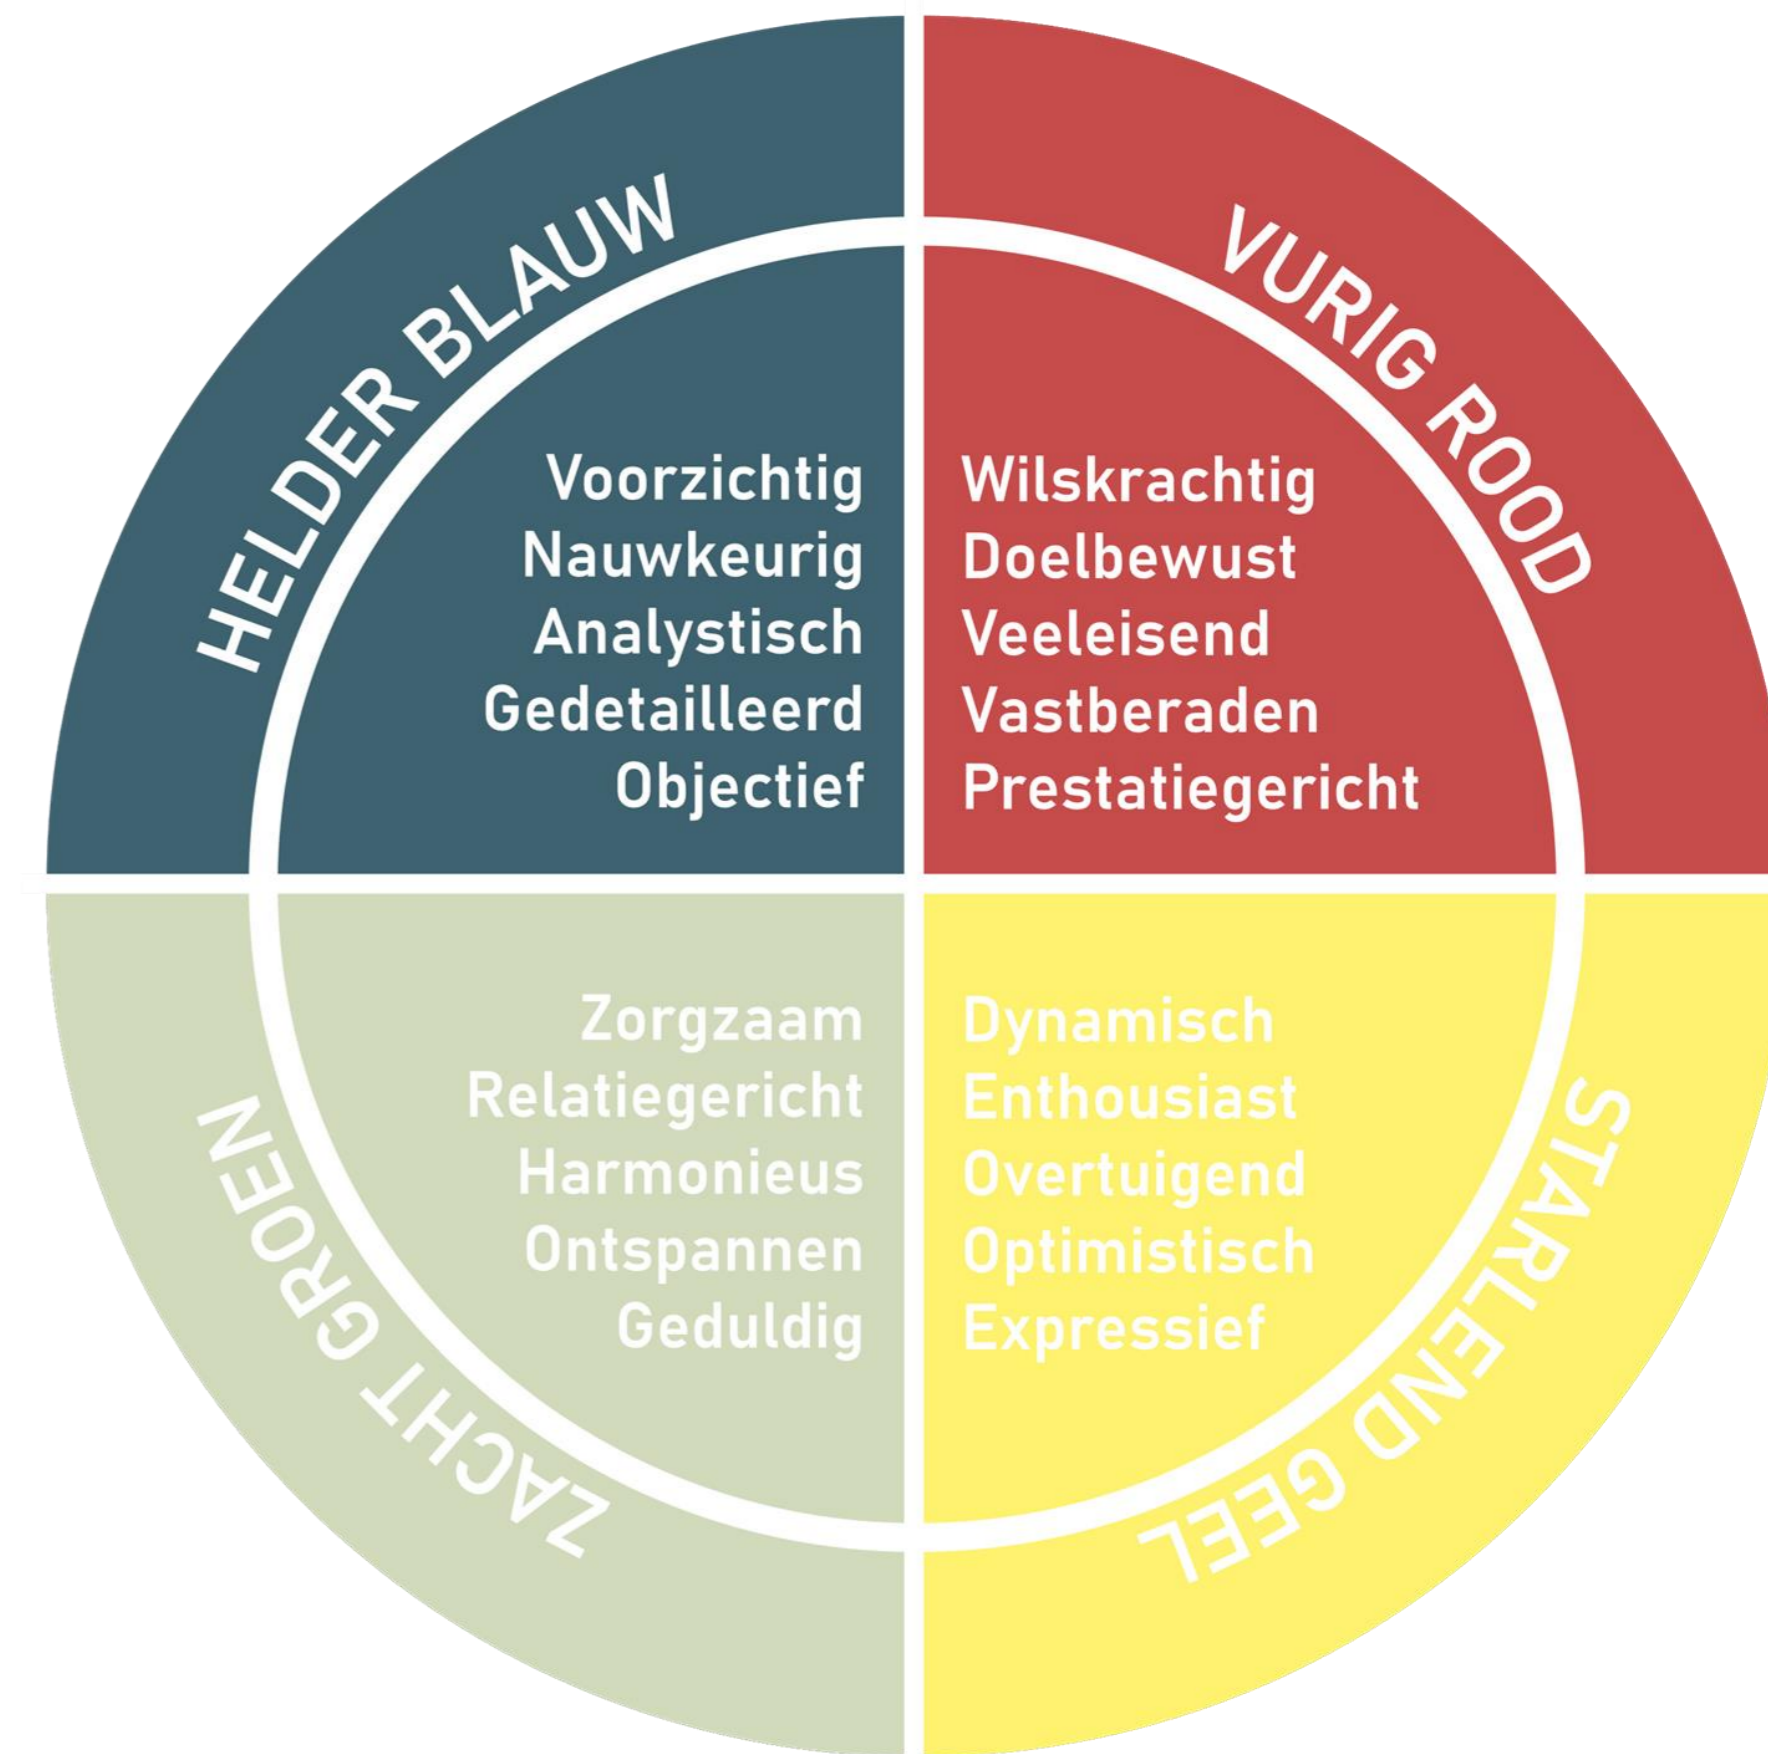 HELDER BLAUW
Voorzichtig
Nauwkeurig
Analystisch
Gedetailleerd
Objectief
VURIG ROOD
Wilskrachtig
Doelbewust
Veeleisend
Vastberaden
Prestatiegericht
ZACHT GROEN
Zorgzaam
Relatiegericht
Harmonieus
Ontspannen
Geduldig
STARLEND GEEL
Dynamisch
Enthousiast
Overtuigend
Optimistisch
Expressief